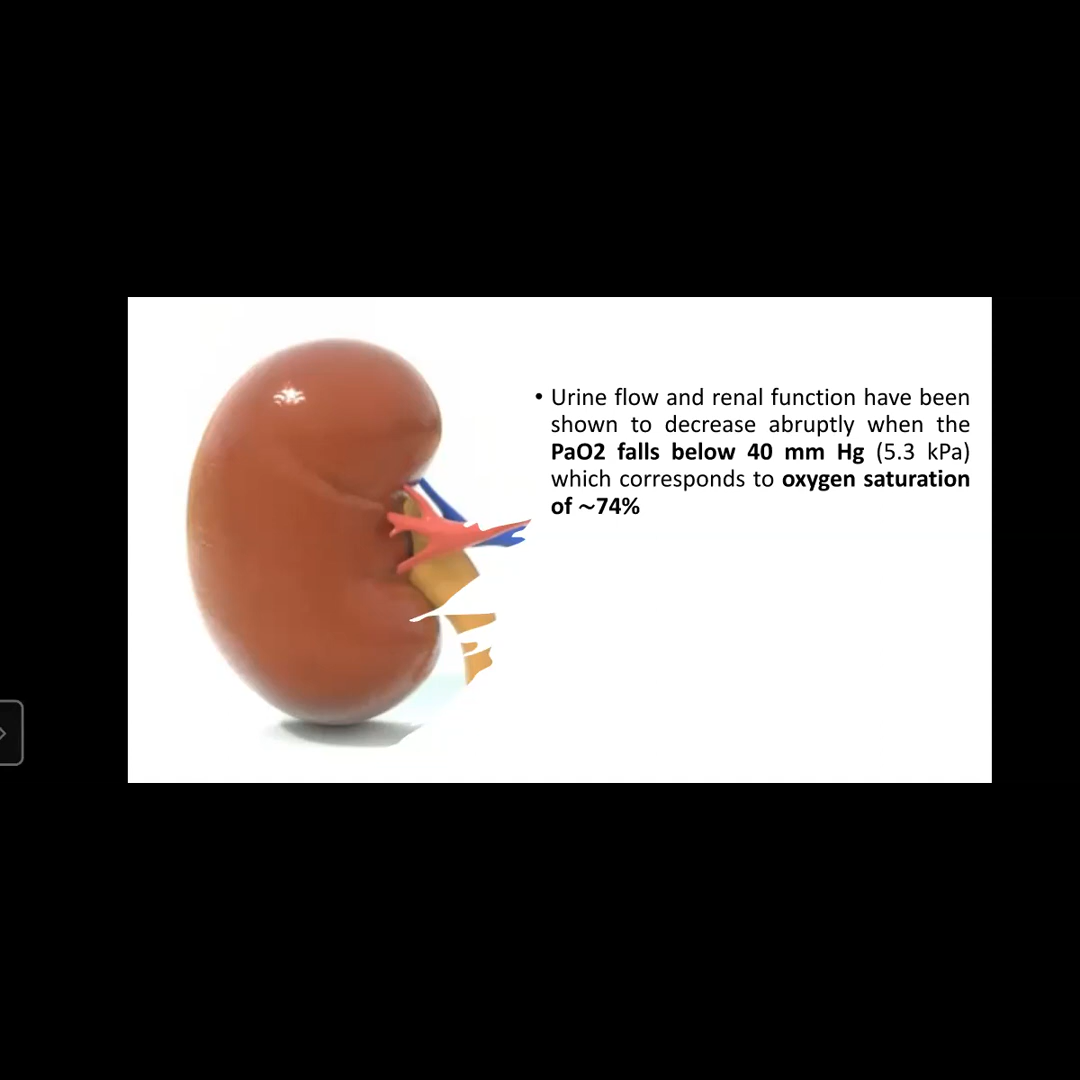 • Urine flow and renal function have been
shown to decrease abruptly when the
PaO2 falls below 40 mm Hg (5.3 kPa)
which corresponds to oxygen saturation
of ~74%